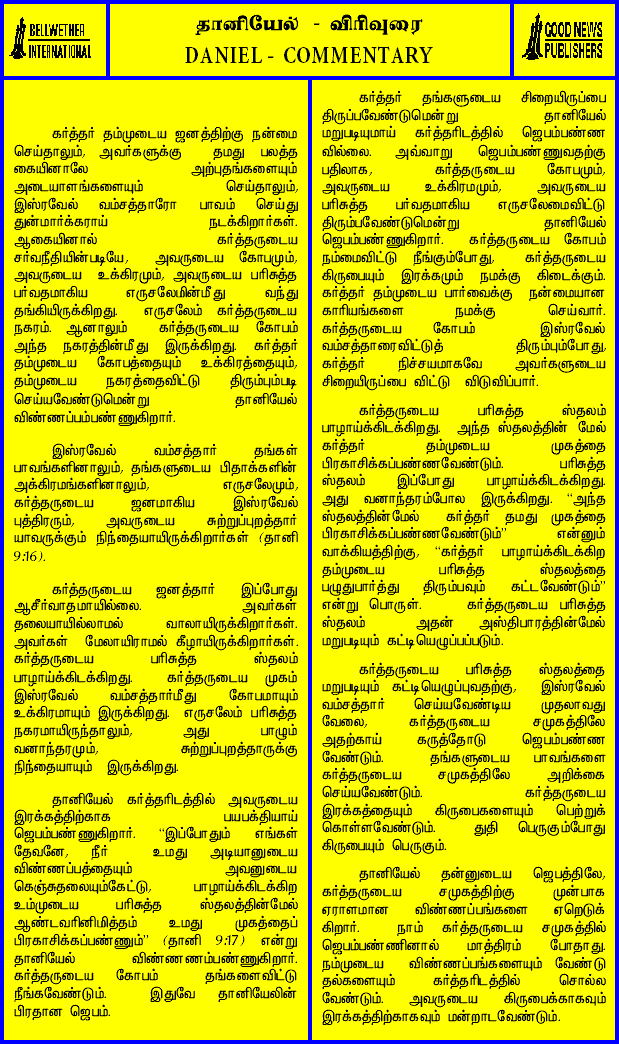 BELLWETHER
INTERNATIONAL
தானியேல் - விரிவுரை
DANIEL - COMMENTARY
GOOD NEWS
PUBLISHERS
கர்த்தர் தம்முடைய ஜனத்திற்கு நன்மை
செய்தாலும், அவர்களுக்கு தமது பலத்த
கையினாலே அற்புதங்களையும்
அடையாளங்களையும் செய்தாலும்,
இஸ்ரவேல் வம்சத்தாரோ பாவம் செய்து
துன்மார்க்கராய் நடக்கிறார்கள்.
ஆகையினால் கர்த்தருடைய
சர்வநீதியின்படியே, அவருடைய கோபமும்,
அவருடைய உக்கிரமும், அவருடைய பரிசுத்த
பர்வதமாகிய எருசலேமின்மீது வந்து
தங்கியிருக்கிறது. எருசலேம் கர்த்தருடைய
நகரம். ஆனாலும் கர்த்தருடைய கோபம்
அந்த நகரத்தின்மீது இருக்கிறது. கர்த்தர்
தம்முடைய கோபத்தையும் உக்கிரத்தையும்,
தம்முடைய நகரத்தைவிட்டு திரும்பும்படி
செய்யவேண்டுமென்று தானியேல்
விண்ணப்பம்பண்ணுகிறார்.
இஸ்ரவேல் வம்சத்தார் தங்கள்
பாவங்களினாலும், தங்களுடைய பிதாக்களின்
அக்கிரமங்களினாலும், எருசலேமும்,
கர்த்தருடைய ஜனமாகிய இஸ்ரவேல்
புத்திரரும், அவருடைய சுற்றுப்புறத்தார்
யாவருக்கும் நிந்தையாயிருக்கிறார்கள் (தானி
9:16).
கர்த்தருடைய ஜனத்தார் இப்போது
ஆசீர்வாதமாயில்லை. அவர்கள்
தலையாயில்லாமல் வாலாயிருக்கிறார்கள்.
அவர்கள் மேலாயிராமல் கீழாயிருக்கிறார்கள்.
கர்த்தருடைய பரிசுத்த ஸ்தலம்
பாழாய்க்கிடக்கிறது. கர்த்தருடைய முகம்
இஸ்ரவேல் வம்சத்தார்மீது கோபமாயும்
உக்கிரமாயும் இருக்கிறது. எருசலேம் பரிசுத்த
நகரமாயிருந்தாலும், அது பாழும்
வனாந்தரமும், சுற்றுப்புறத்தாருக்கு
நிந்தையாயும் இருக்கிறது.
தானியேல் கர்த்தரிடத்தில் அவருடைய
இரக்கத்திற்காக பயபக்தியாய்
ஜெபம்பண்ணுகிறார். “இப்போதும் எங்கள்
தேவனே, நீர் உமது அடியானுடைய
விண்ணப்பத்தையும் அவனுடைய
கெஞ்சுதலையும்கேட்டு, பாழாய்க்கிடக்கிற
உம்முடைய பரிசுத்த ஸ்தலத்தின்மேல்
ஆண்டவரினிமித்தம் உமது முகத்தைப்
பிரகாசிக்கப்பண்ணும்” (தானி 9:17) என்று
தானியேல் விண்ணணம்பண்ணுகிறார்.
கர்த்தருடைய கோபம் தங்களைவிட்டு
நீங்கவேண்டும். இதுவே தானியேலின்
பிரதான ஜெபம்.
கர்த்தர் தங்களுடைய சிறையிருப்பை
திருப்பவேண்டுமென்று தானியேல்
மறுபடியுமாய் கர்த்தரிடத்தில் ஜெபம்பண்ண
வில்லை. அவ்வாறு ஜெபம்பண்ணுவதற்கு
பதிலாக, கர்த்தருடைய கோபமும்,
அவருடைய உக்கிரமமும், அவருடைய
பரிசுத்த பர்வதமாகிய எருசலேமைவிட்டு
திரும்பவேண்டுமென்று தானியேல்
ஜெபம்பண்ணுகிறார். கர்த்தருடைய கோபம்
நம்மைவிட்டு நீங்கும்போது, கர்த்தருடைய
கிருபையும் இரக்கமும் நமக்கு கிடைக்கும்.
கர்த்தர் தம்முடைய பார்வைக்கு நன்மையான
காரியங்களை நமக்கு செய்வார்.
கர்த்தருடைய கோபம் இஸ்ரவேல்
வம்சத்தாரைவிட்டுத் திரும்பும்போது,
கர்த்தர் நிச்சயமாகவே அவர்களுடைய
சிறையிருப்பை விட்டு விடுவிப்பார்.
கர்த்தருடைய பரிசுத்த ஸ்தலம்
பாழாய்க்கிடக்கிறது. அந்த ஸ்தலத்தின் மேல்
கர்த்தர் தம்முடைய முகத்தை
பிரகாசிக்கப்பண்ணவேண்டும். பரிசுத்த
ஸ்தலம் இப்போது பாழாய்க்கிடக்கிறது.
அது வனாந்தரம்போல இருக்கிறது. “அந்த
ஸ்தலத்தின்மேல் கர்த்தர் தமது முகத்தை
பிரகாசிக்கப்பண்ணவேண்டும்” என்னும்
வாக்கியத்திற்கு, “கர்த்தர் பாழாய்க்கிடக்கிற
தம்முடைய பரிசுத்த ஸ்தலத்தை
பழுதுபார்த்து திரும்பவும் கட்டவேண்டும்”
என்று பொருள். கர்த்தருடைய பரிசுத்த
ஸ்தலம் அதன் அஸ்திபாரத்தின்மேல்
மறுபடியும் கட்டியெழுப்பப்படும்.
கர்த்தருடைய பரிசுத்த ஸ்தலத்தை
மறுபடியும் கட்டியெழுப்புவதற்கு, இஸ்ரவேல்
வம்சத்தார் செய்யவேண்டிய முதலாவது
வேலை, கர்த்தருடைய சமுகத்திலே
அதற்காய் கருத்தோடு ஜெபம்பண்ண
வேண்டும். தங்களுடைய பாவங்களை
கர்த்தருடைய சமுகத்திலே அறிக்கை
செய்யவேண்டும். கர்த்தருடைய
இரக்கத்தையும் கிருபைகளையும் பெற்றுக்
கொள்ளவேண்டும். துதி பெருகும்போது
கிருபையும் பெருகும்.
தானியேல் தன்னுடைய ஜெபத்திலே,
கர்த்தருடைய சமுகத்திற்கு முன்பாக
ஏராளமான விண்ணப்பங்களை ஏறெடுக்
கிறார். நாம் கர்த்தருடைய சமுகத்தில்
ஜெபம்பண்ணினால் மாத்திரம் போதாது.
நம்முடைய விண்ணப்பங்களையும் வேண்டு
தல்களையும் கர்த்தரிடத்தில் சொல்ல
வேண்டும். அவருடைய கிருபைக்காகவும்
இரக்கத்திற்காகவும் மன்றாடவேண்டும்.